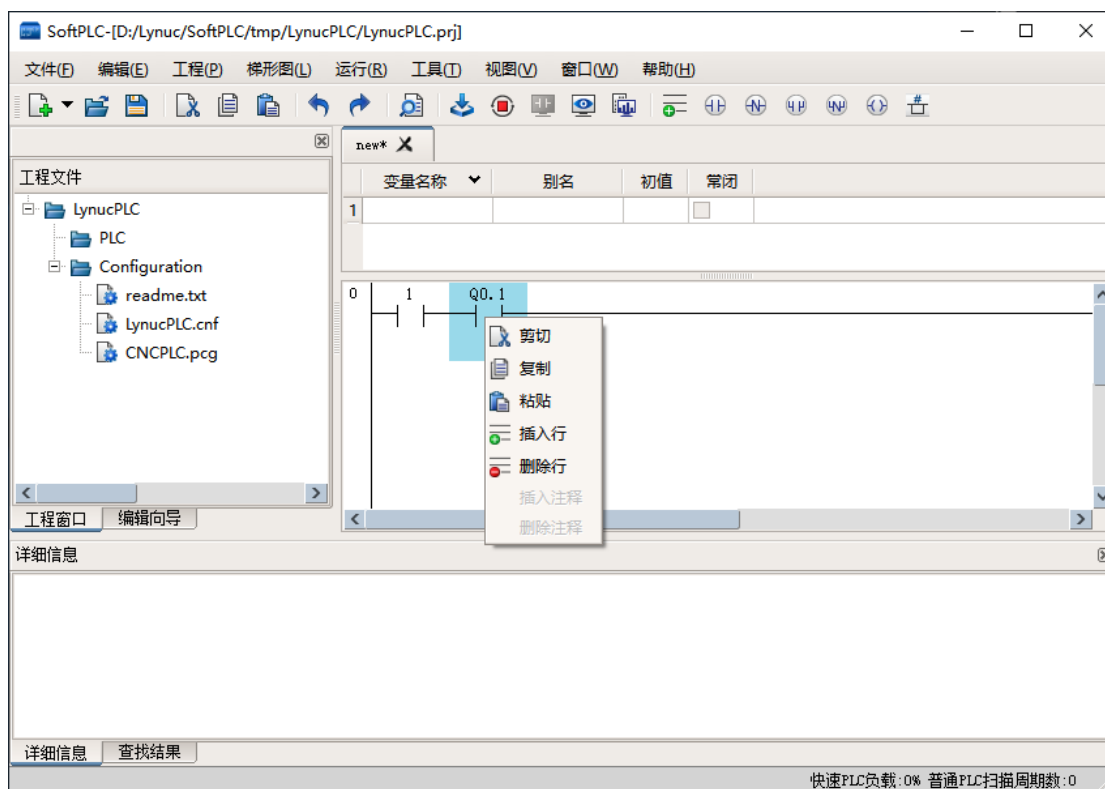 SoftPLC-[D:/Lynuc/SoftPLC/tmp/LynucPLC/LynucPLC.prj]
文件(F) 编辑(E) 工程(P) 梯形图(L) 运行(R) 工具(T) 视图(V) 窗口(W) 帮助(H)
new*
工程文件
变量名称 别名 初值 常闭
1
LynucPLC
PLC
Configuration
readme.txt
LynucPLC.cnf
CNCPLC.pcg
0 1 Q0.1
剪切
复制
粘贴
插入行
删除行
插入注释
删除注释
工程窗口 编辑向导
详细信息
详细信息 查找结果
快速PLC负载:0% 普通PLC扫描周期数:0